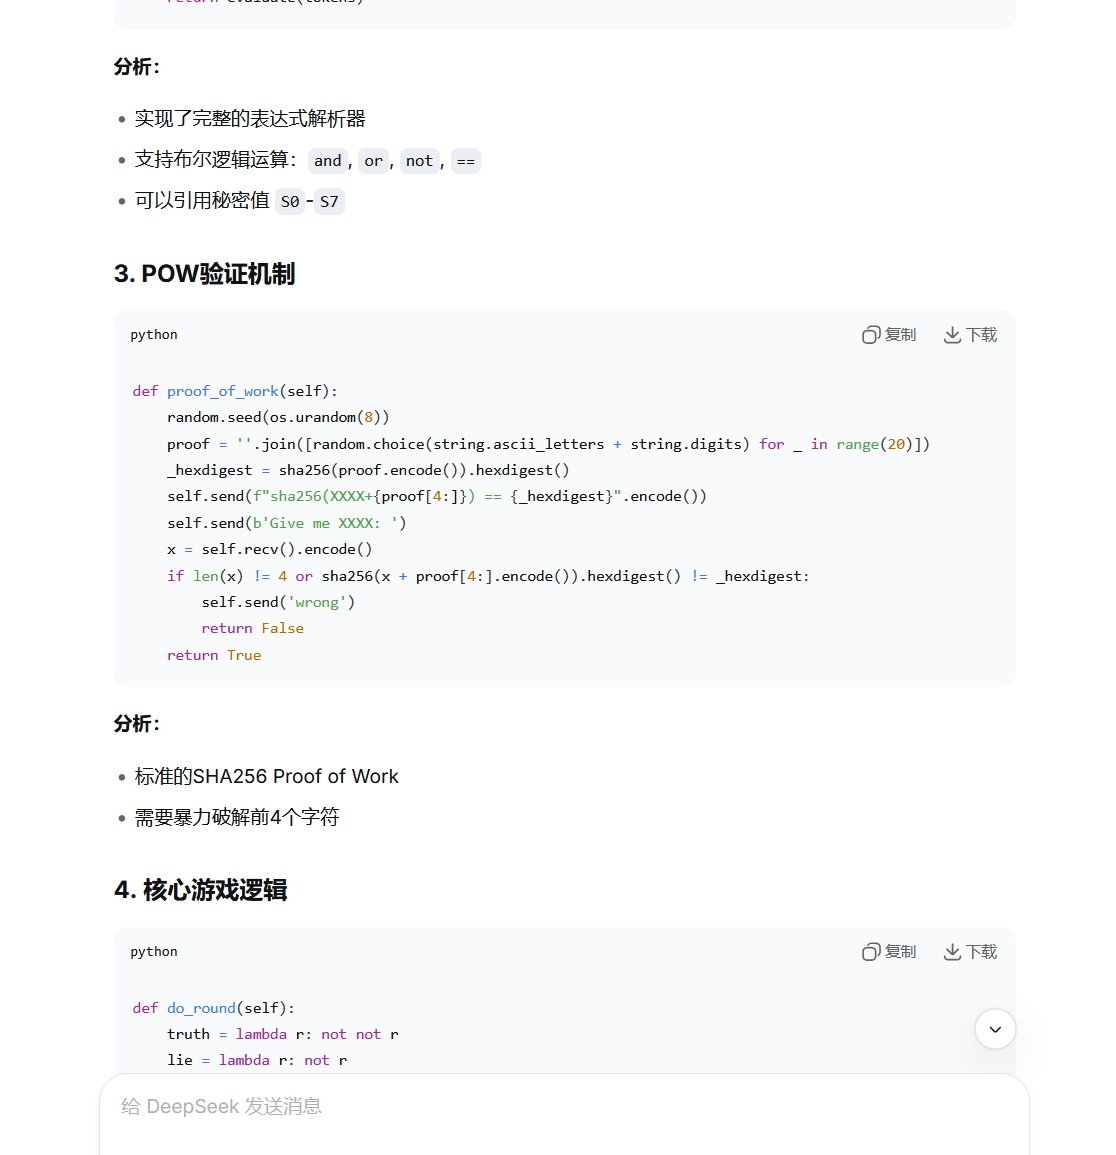 return evaluate(tokens)
分析：
实现了完整的表达式解析器
支持布尔逻辑运算：and, or, not, ==
可以引用秘密值 S0-S7
3. POW验证机制
python 复制 下载
def proof_of_work(self):
    random.seed(os.urandom(8))
    proof = ''.join([random.choice(string.ascii_letters + string.digits) for _ in range(20)])
    _hexdigest = sha256(proof.encode()).hexdigest()
    self.send(f"sha256(XXXX+{proof[4:]}) == {_hexdigest}".encode())
    self.send(b'Give me XXXX: ')
    x = self.recv().encode()
    if len(x) != 4 or sha256(x + proof[4:].encode()).hexdigest() != _hexdigest:
        self.send('wrong')
        return False
    return True
分析：
标准的SHA256 Proof of Work
需要暴力破解前4个字符
4. 核心游戏逻辑
python 复制 下载
def do_round(self):
    truth = lambda r: not not r
    lie = lambda r: not r
给 DeepSeek 发送消息